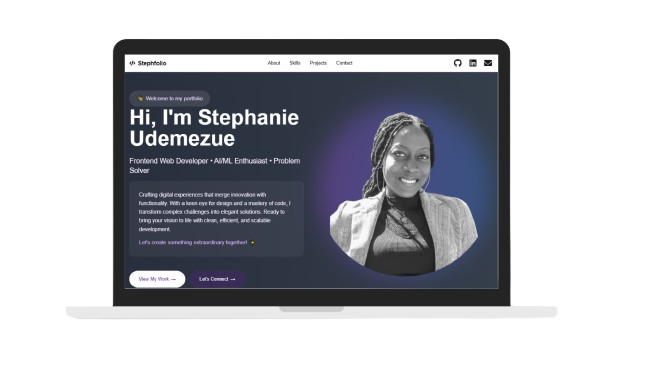 </> Stephfolio
About Skills Projects Contact
Welcome to my portfolio
Hi, I'm Stephanie
Udemezue
Frontend Web Developer • AI/ML Enthusiast • Problem
Solver
Crafting digital experiences that merge innovation with
functionality. With a keen eye for design and a mastery of code, I
transform complex challenges into elegant solutions. Ready to
bring your vision to life with clean, efficient, and scalable
development.
Let's create something extraordinary together!
View My Work → Let's Connect →